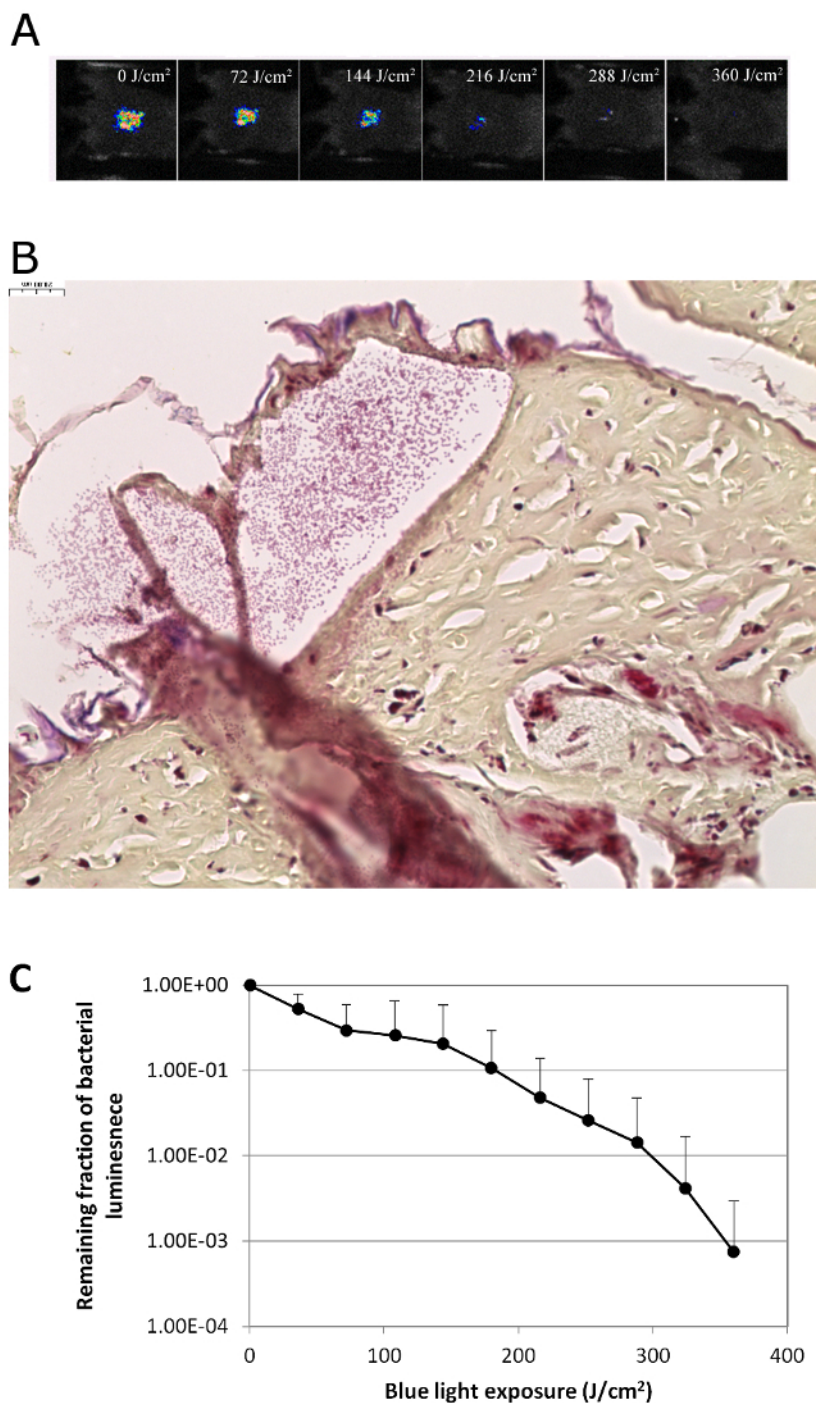 A
0 J/cm² 72 J/cm² 144 J/cm² 216 J/cm² 288 J/cm² 360 J/cm²
B
C
1.00E+00
1.00E-01
1.00E-02
1.00E-03
1.00E-04
Remaining fraction of bacterial
luminesnece
0 100 200 300 400
Blue light exposure (J/cm²)